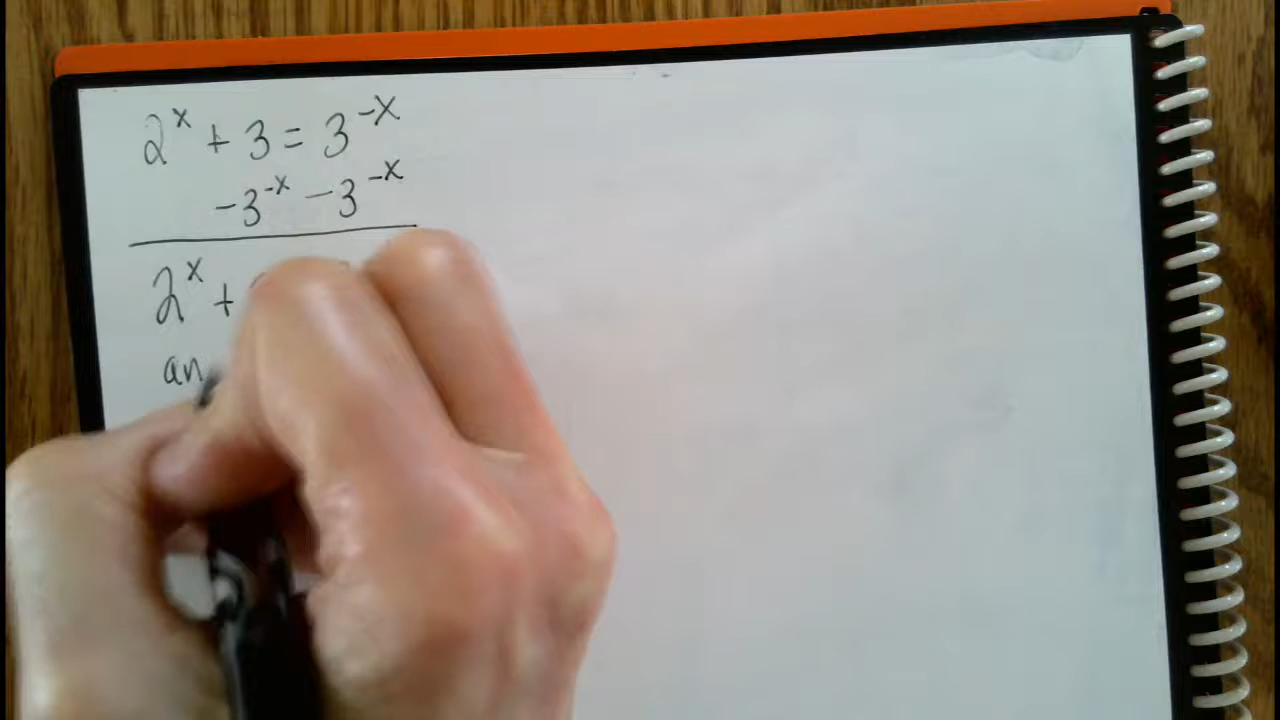 2^x + 3 = 3^-x
-3^-x -3^-x
2^x +
an